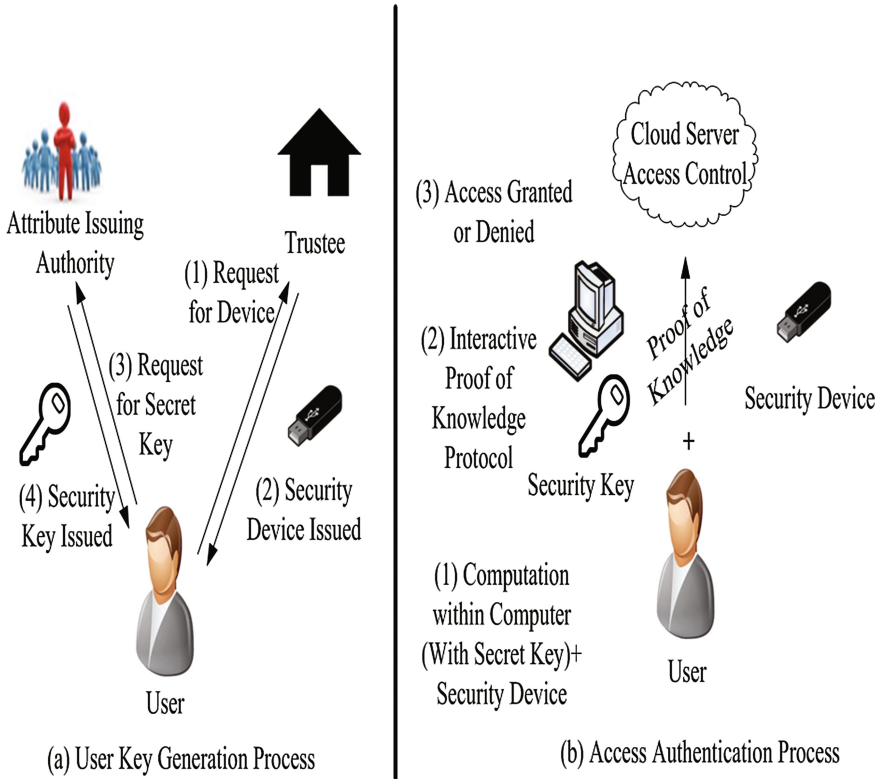 Attribute Issuing
Authority
Trustee
(1) Request
for Device
(3) Request
for Secret
Key
(4) Security
Key Issued
(2) Security
Device Issued
User
(a) User Key Generation Process
Cloud Server
Access Control
(3) Access Granted
or Denied
(2) Interactive
Proof of
Knowledge
Protocol
Proof of
Knowledge
Security Device
+
Security Key
(1) Computation
within Computer
(With Secret Key)+
Security Device
User
(b) Access Authentication Process